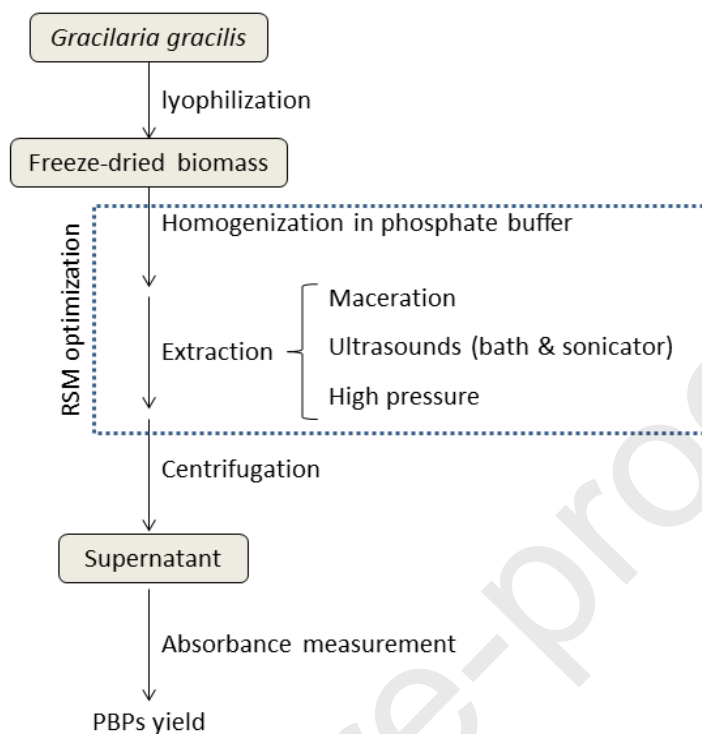 Gracilaria gracilis
lyophilization
Freeze-dried biomass
Homogenization in phosphate buffer
RSM optimization
Extraction
Maceration
Ultrasounds (bath & sonicator)
High pressure
Centrifugation
Supernatant
Absorbance measurement
PBPs yield